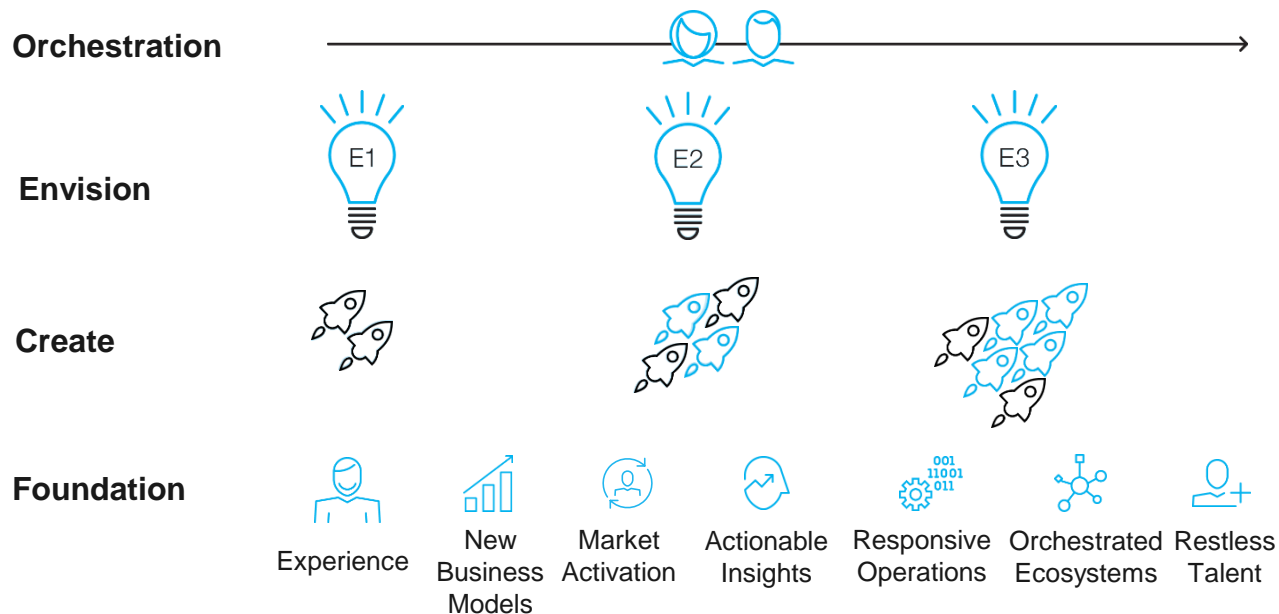 Orchestration
Envision
E1
E2
E3
Create
Foundation
001
11001
011
Experience
New
Business
Models
Market
Activation
Actionable
Insights
Responsive
Operations
Orchestrated
Ecosystems
Restless
Talent